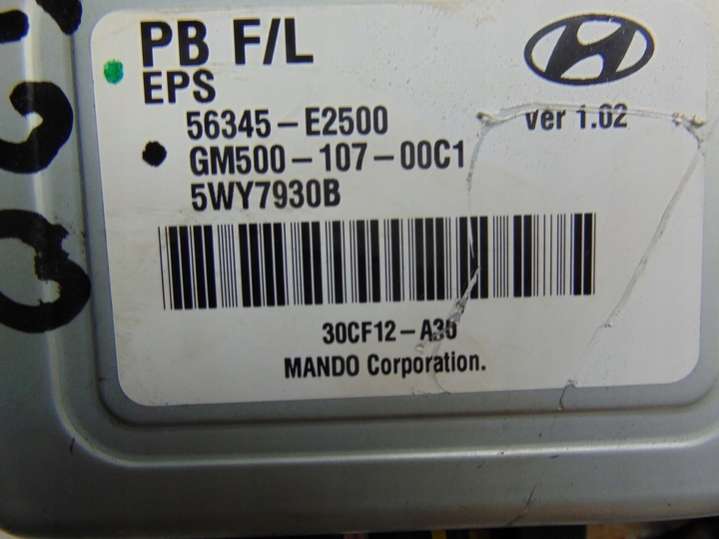 PB F/L
EPS
56345-E2500
ver 1.02
GM500-107-00C1
5WY7930B
30CF12-A30
MANDO Corporation.